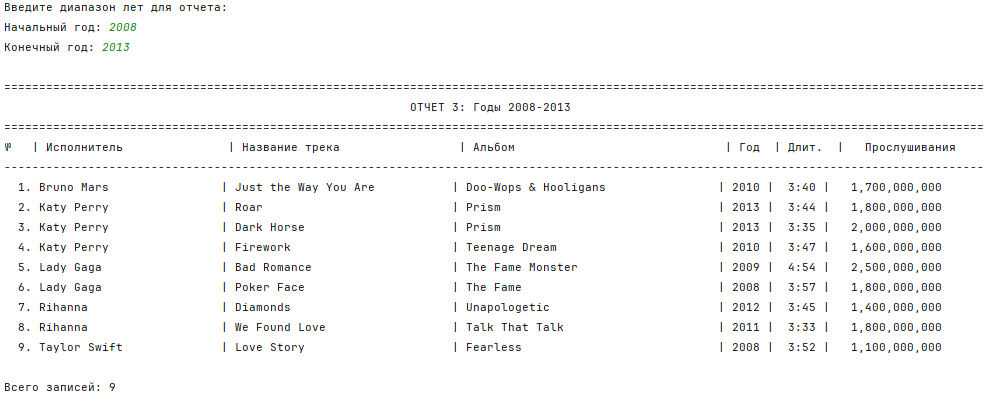 Введите диапазон лет для отчета:
Начальный год: 2008
Конечный год: 2013
============================================================================================================================================
ОТЧЕТ 3: Годы 2008-2013
============================================================================================================================================
№   | Исполнитель               | Название трека                 | Альбом                              | Год  | Длит.  |   Прослушивания
--------------------------------------------------------------------------------------------------------------------------------------------
1. Bruno Mars                | Just the Way You Are           | Doo-Wops & Hooligans                | 2010 |  3:40 |   1,700,000,000
2. Katy Perry                | Roar                           | Prism                               | 2013 |  3:44 |   1,800,000,000
3. Katy Perry                | Dark Horse                     | Prism                               | 2013 |  3:35 |   2,000,000,000
4. Katy Perry                | Firework                       | Teenage Dream                       | 2010 |  3:47 |   1,600,000,000
5. Lady Gaga                 | Bad Romance                    | The Fame Monster                    | 2009 |  4:54 |   2,500,000,000
6. Lady Gaga                 | Poker Face                     | The Fame                            | 2008 |  3:57 |   1,800,000,000
7. Rihanna                   | Diamonds                       | Unapologetic                        | 2012 |  3:45 |   1,400,000,000
8. Rihanna                   | We Found Love                  | Talk That Talk                      | 2011 |  3:33 |   1,800,000,000
9. Taylor Swift              | Love Story                     | Fearless                            | 2008 |  3:52 |   1,100,000,000
Всего записей: 9